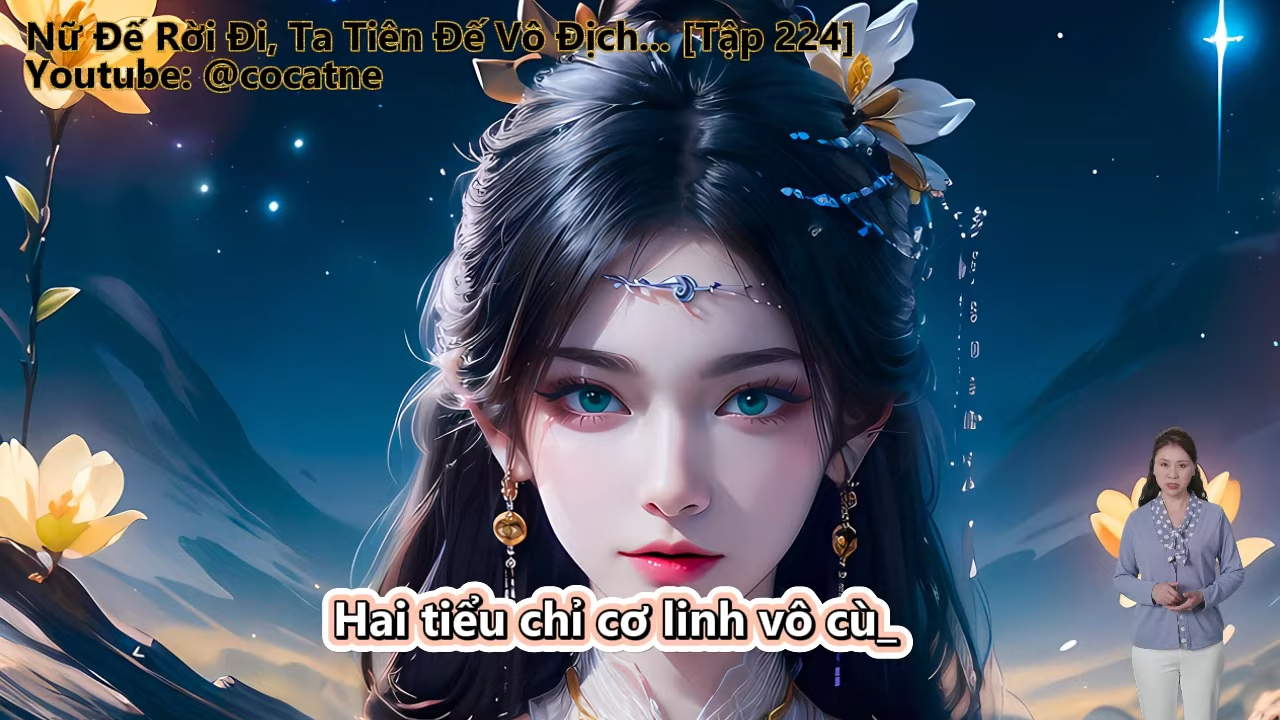 Nữ Đế Rời Đi, Ta Tiên Đế Vô Địch... [Tập 224]
Youtube: @cocatne
Hai tiểu chỉ cơ linh vô cù_